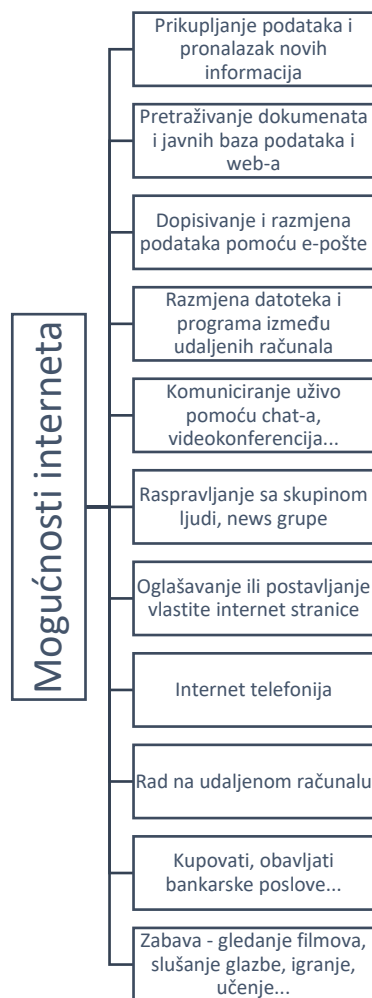 Mogućnosti interneta
Prikupljanje podataka i
pronalazak novih
informacija
Pretraživanje dokumenata
i javnih baza podataka i
web-a
Dopisivanje i razmjena
podataka pomoću e-pošte
Razmjena datoteka i
programa između
udaljenih računala
Komuniciranje uživo
pomoću chat-a,
videokonferencija...
Raspravljanje sa skupinom
ljudi, news grupe
Oglašavanje ili postavljanje
vlastite internet stranice
Internet telefonija
Rad na udaljenom računalu
Kupovati, obavljati
bankarske poslove...
Zabava - gledanje filmova,
slušanje glazbe, igranje,
učenje...